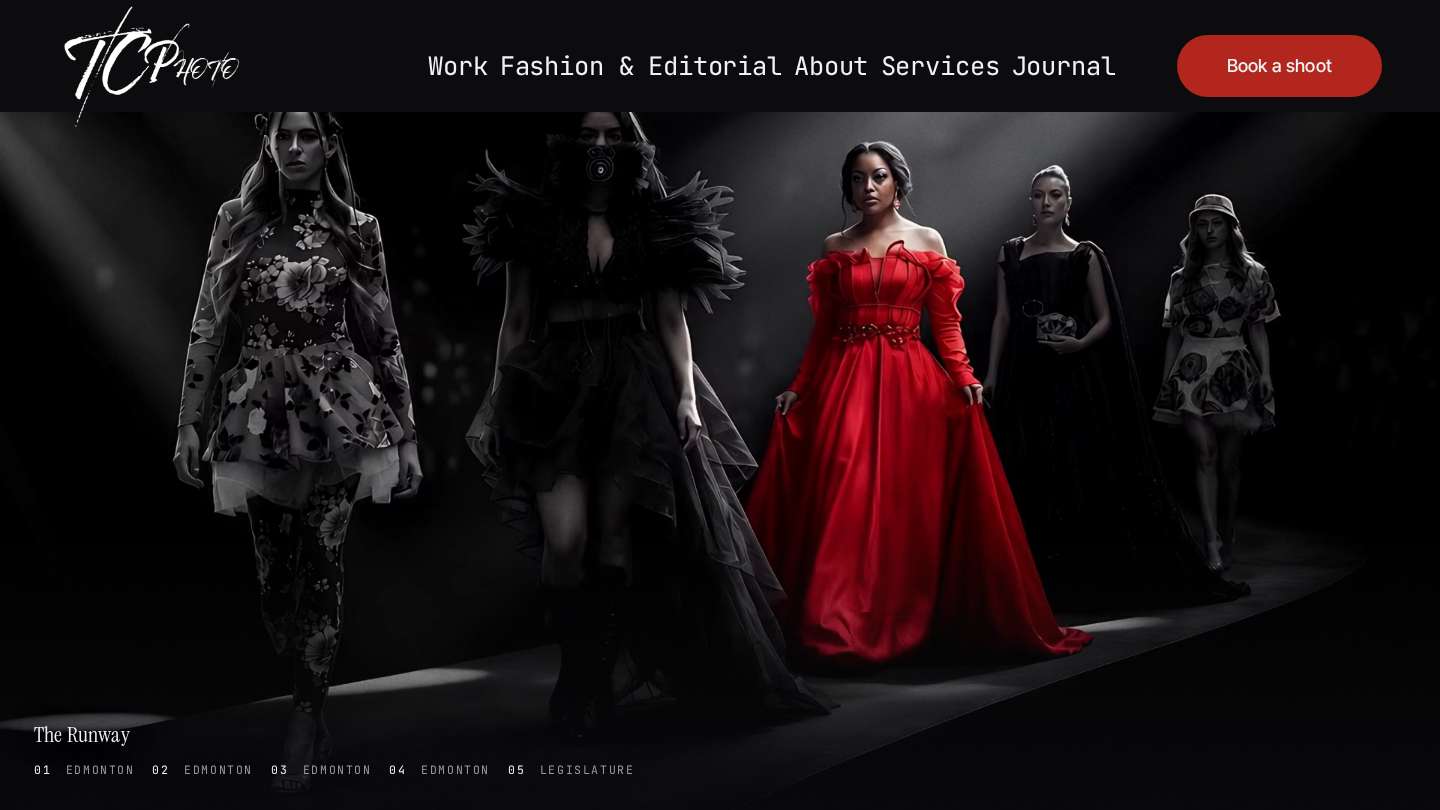 TCPHOTO
Work Fashion & Editorial About Services Journal
Book a shoot
The Runway
01 EDMONTON 02 EDMONTON 03 EDMONTON 04 EDMONTON 05 LEGISLATURE